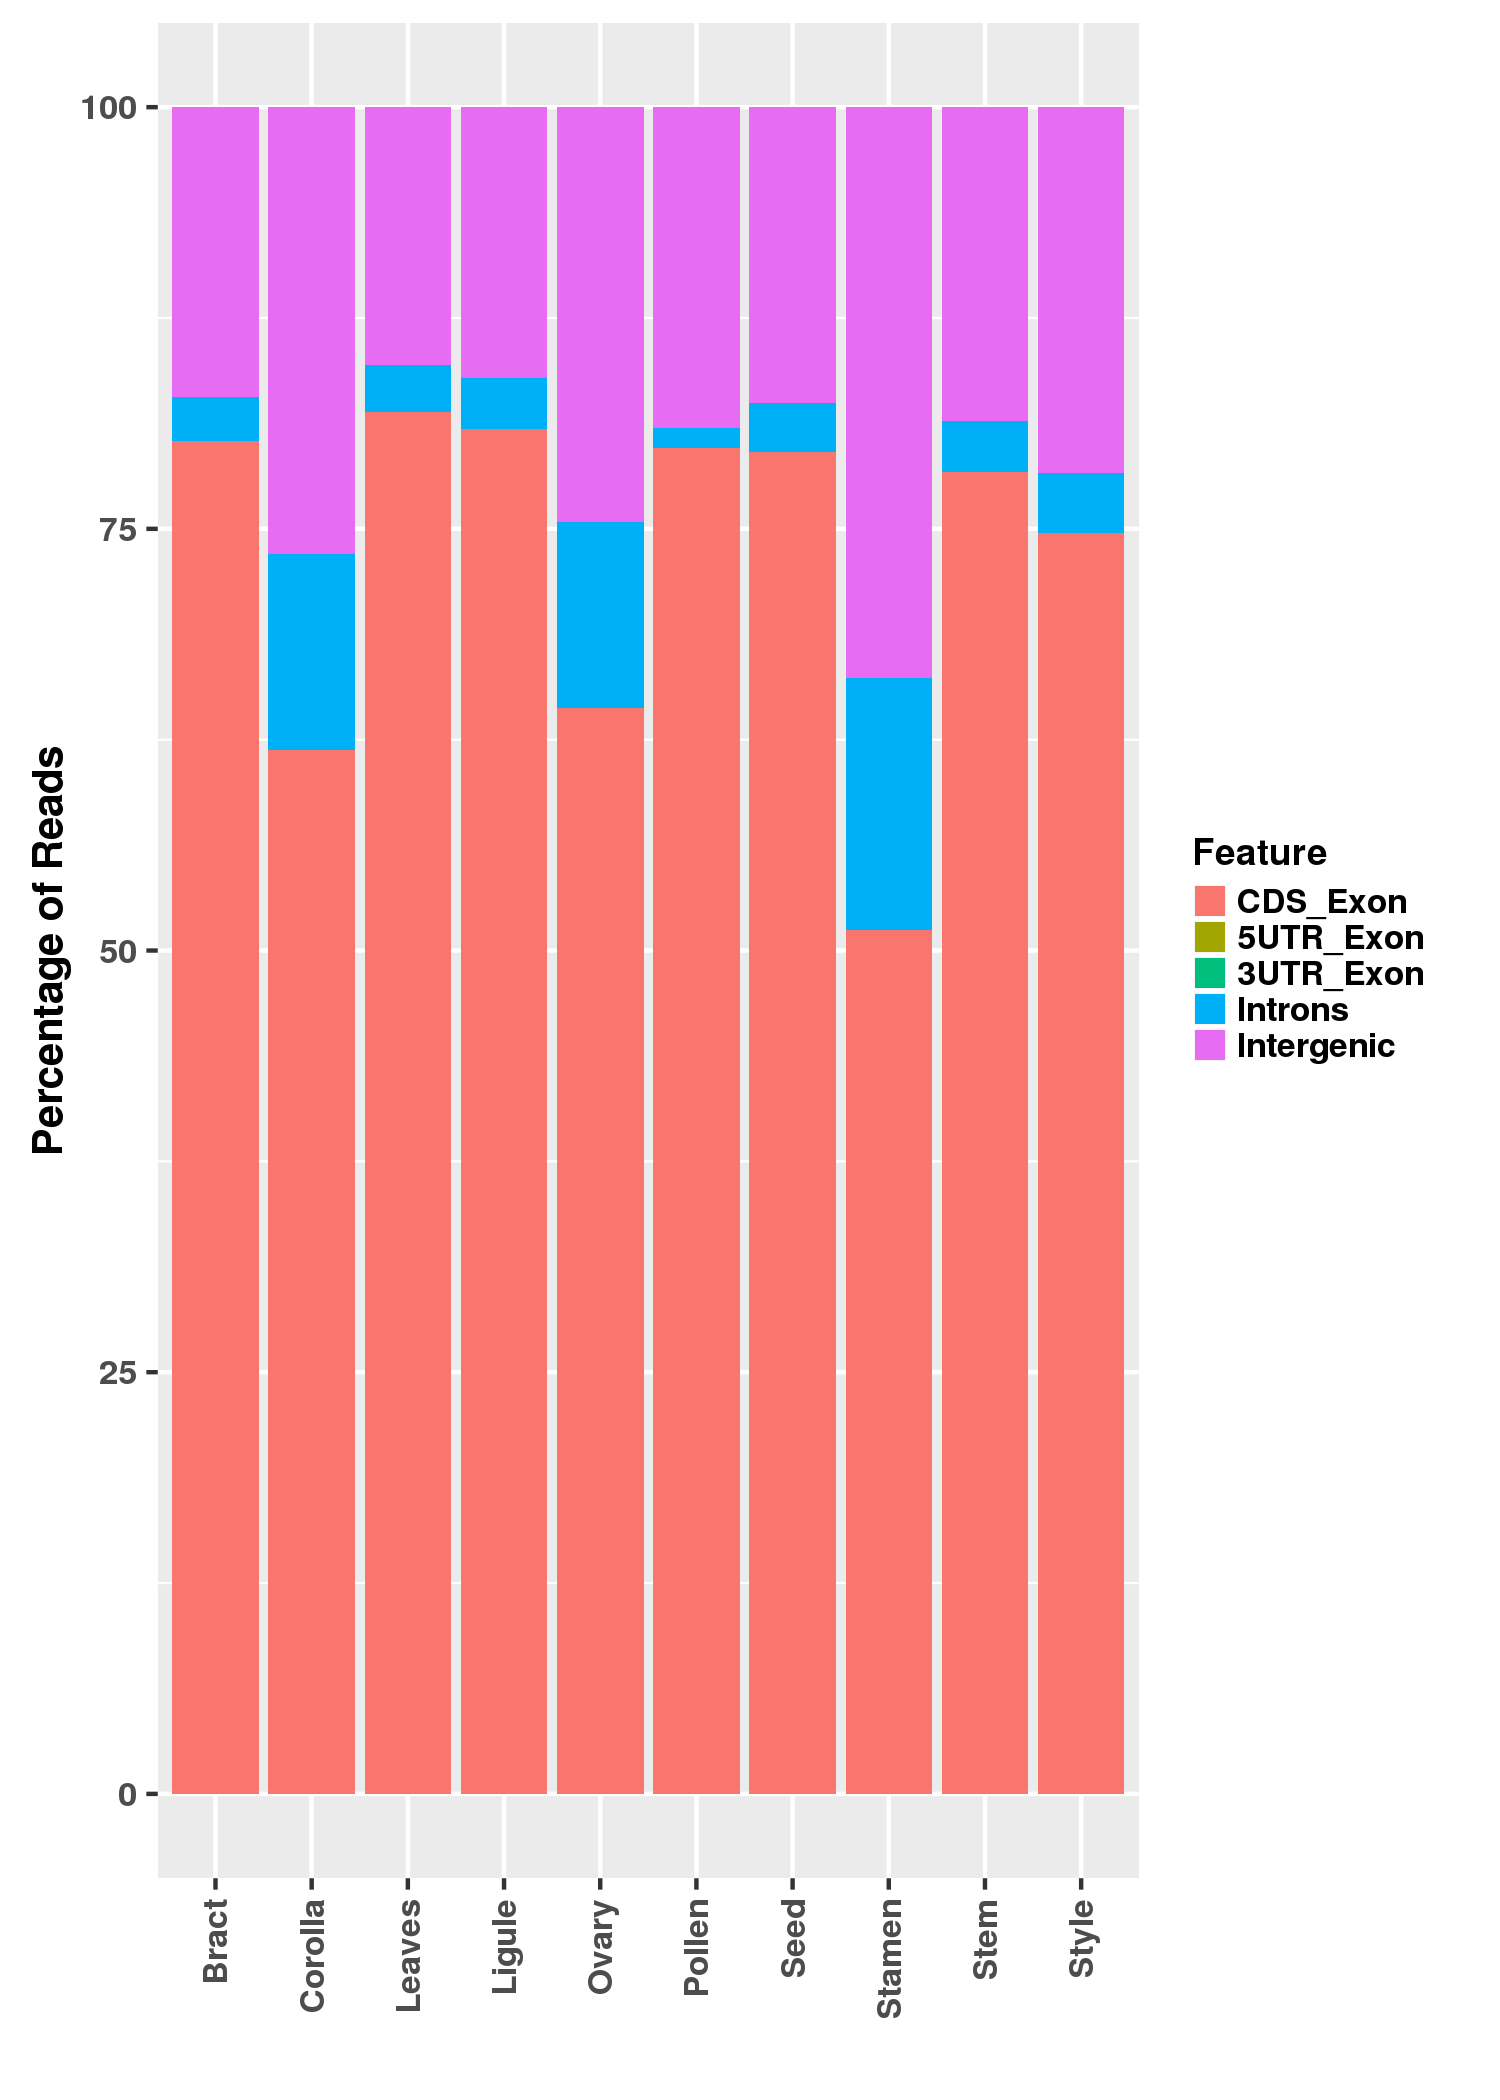 Percentage of Reads
100
75
50
25
0
Bract
Corolla
Leaves
Ligule
Ovary
Pollen
Seed
Stamen
Stem
Style
Feature
CDS_Exon
5UTR_Exon
3UTR_Exon
Introns
Intergenic